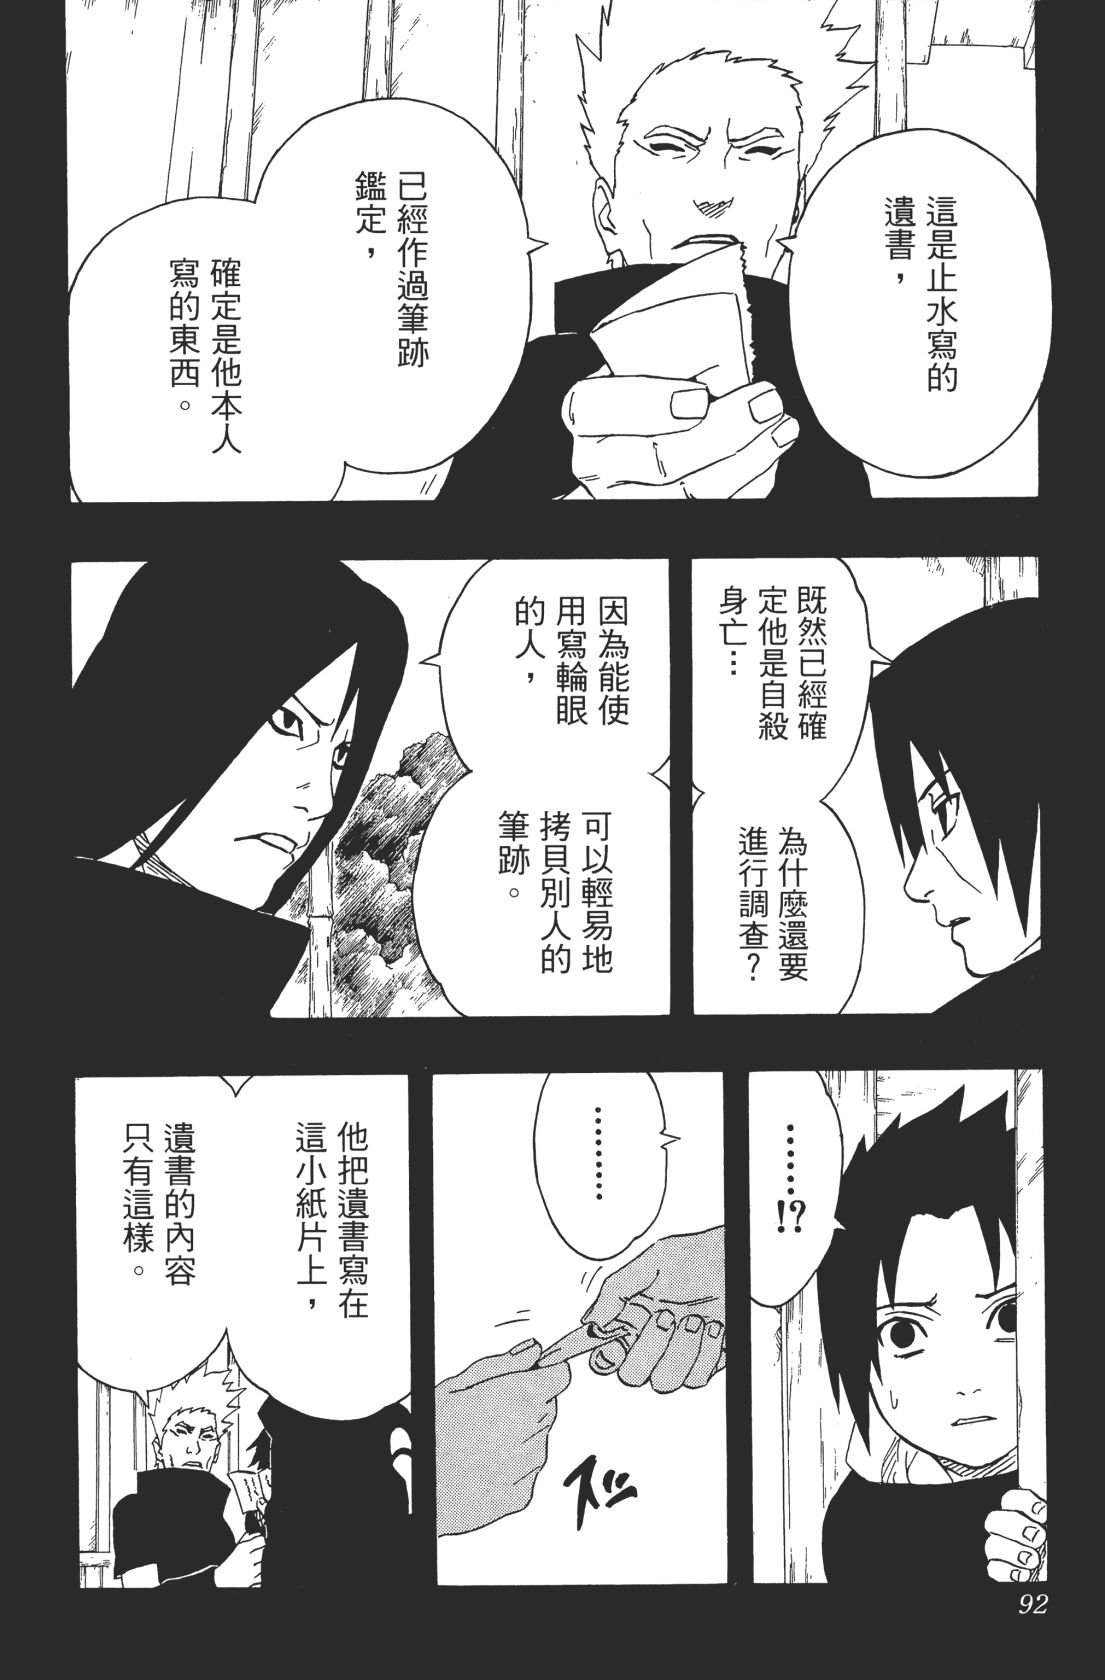 這是止水寫的
遺書，
已經作過筆跡
鑑定，
確定是他本人
寫的東西。
既然已經確
定他是自殺
身亡…
為什麼還要
進行調查？
因為能使
用寫輪眼
的人，
可以輕易地
拷貝別人的
筆跡。
………!?
…………
ズッ
他把遺書寫在
這小紙片上，
遺書的內容
只有這樣。
92